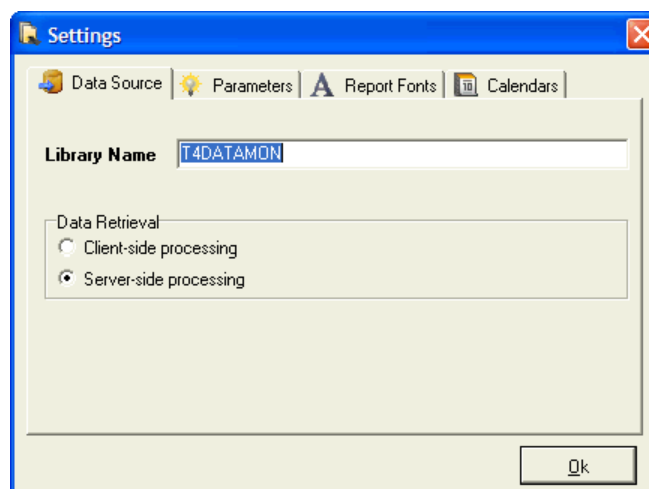 Settings
Data Source Parameters Report Fonts Calendars
Library Name T4DATAMON
Data Retrieval
Client-side processing
Server-side processing
Ok